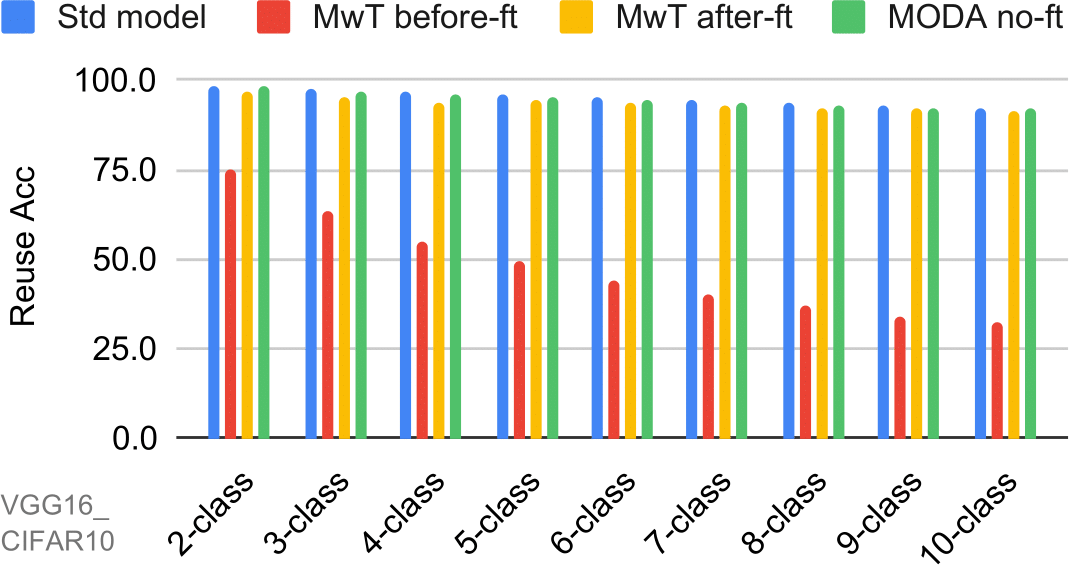 Std model MwT before-ft MwT after-ft MODA no-ft
100.0
75.0
50.0
25.0
0.0
Reuse Acc
2-class 3-class 4-class 5-class 6-class 7-class 8-class 9-class 10-class
VGG16_
CIFAR10